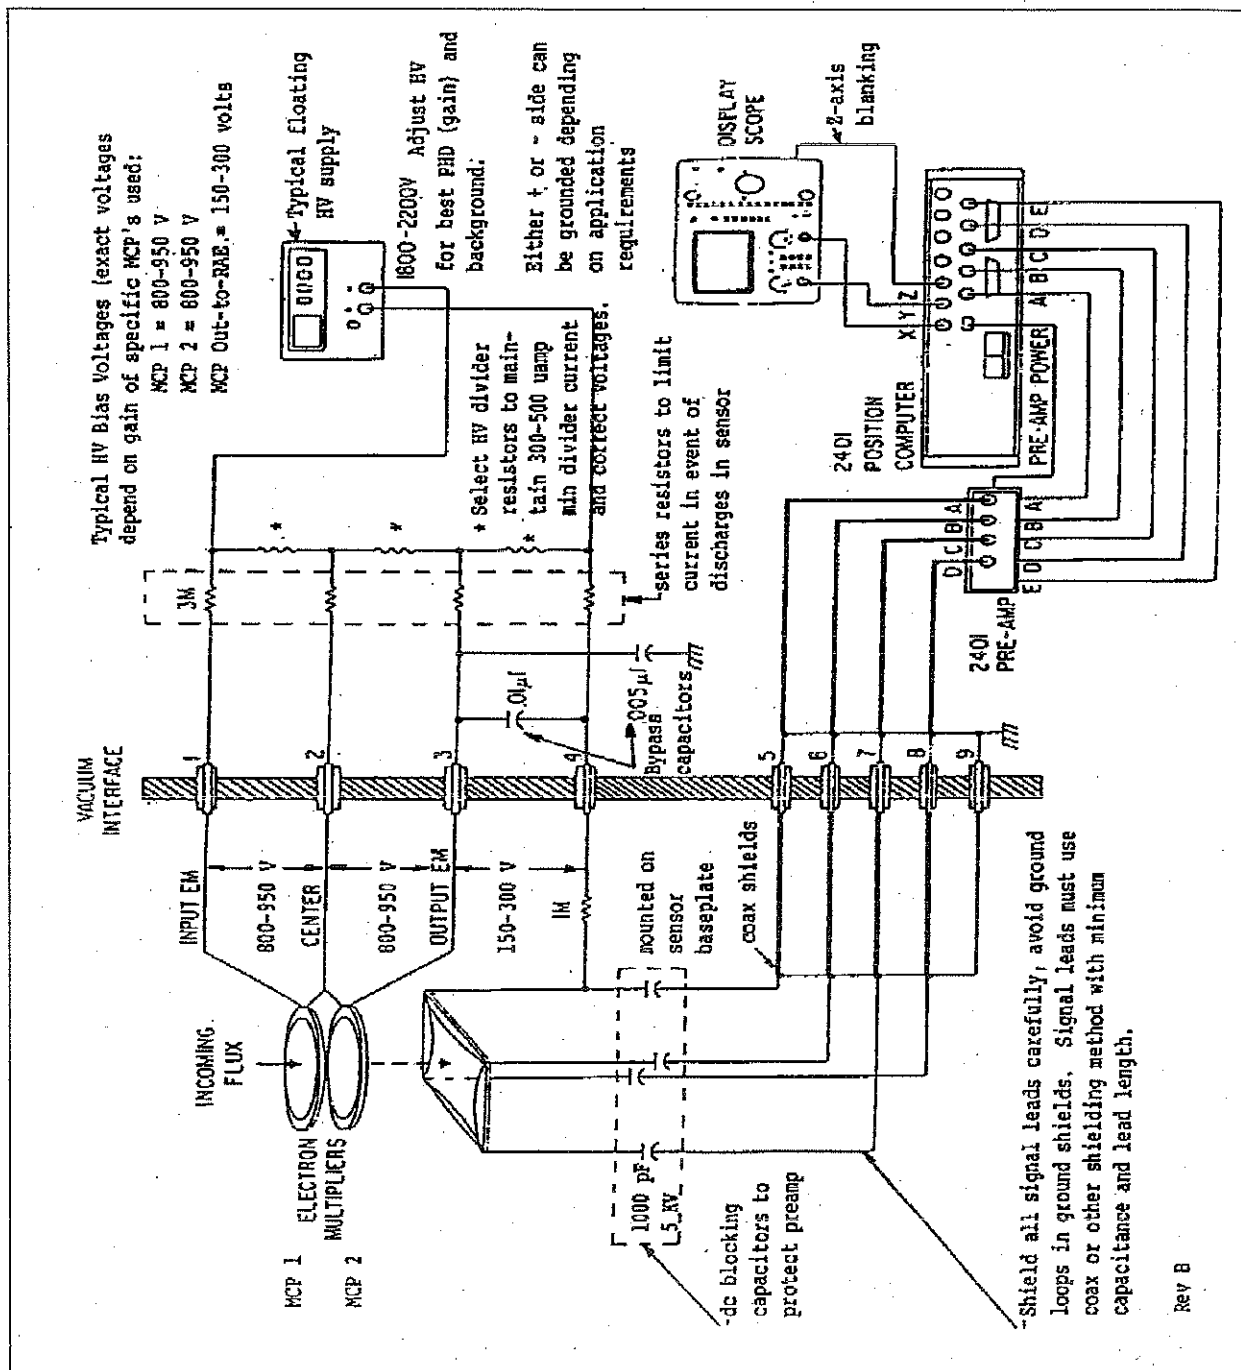 Typical HV Bias Voltages (exact voltages
depend on gain of specific MCP's used:
MCP 1 = 800-950 V
MCP 2 = 800-950 V
MCP Out-to-RAE = 150-300 volts
Typical floating
HV supply
1800-2200V Adjust HV
for best PHD (gain) and
background.
Either + or - side can
be grounded depending
on application
requirements
VACUUM
INTERFACE
3M
*
*
*
* Select HV divider
resistors to main-
tain 300-500 uamp
min divider current
and correct voltages.
series resistors to limit
current in event of
discharges in sensor
1
2
3
4
5
6
7
8
9
.01µf
.005µf
Bypass
capacitors
INCOMING
FLUX
MCP 1
MCP 2
ELECTRON
MULTIPLIERS
INPUT EM
800-950 V
CENTER
800-950 V
OUTPUT EM
150-300 V
1M
mounted on
sensor
baseplate
coax shields
1000 pF
5 KV
-dc blocking
capacitors to
protect preamp
DISPLAY
SCOPE
Z-axis
blanking
2401
POSITION
COMPUTER
X Y Z
PRE-AMP POWER A B C D E
2401
PRE-AMP
D C B A
E D C B A
Shield all signal leads carefully, avoid ground
loops in ground shields. Signal leads must use
coax or other shielding method with minimum
capacitance and lead length.
Rev B